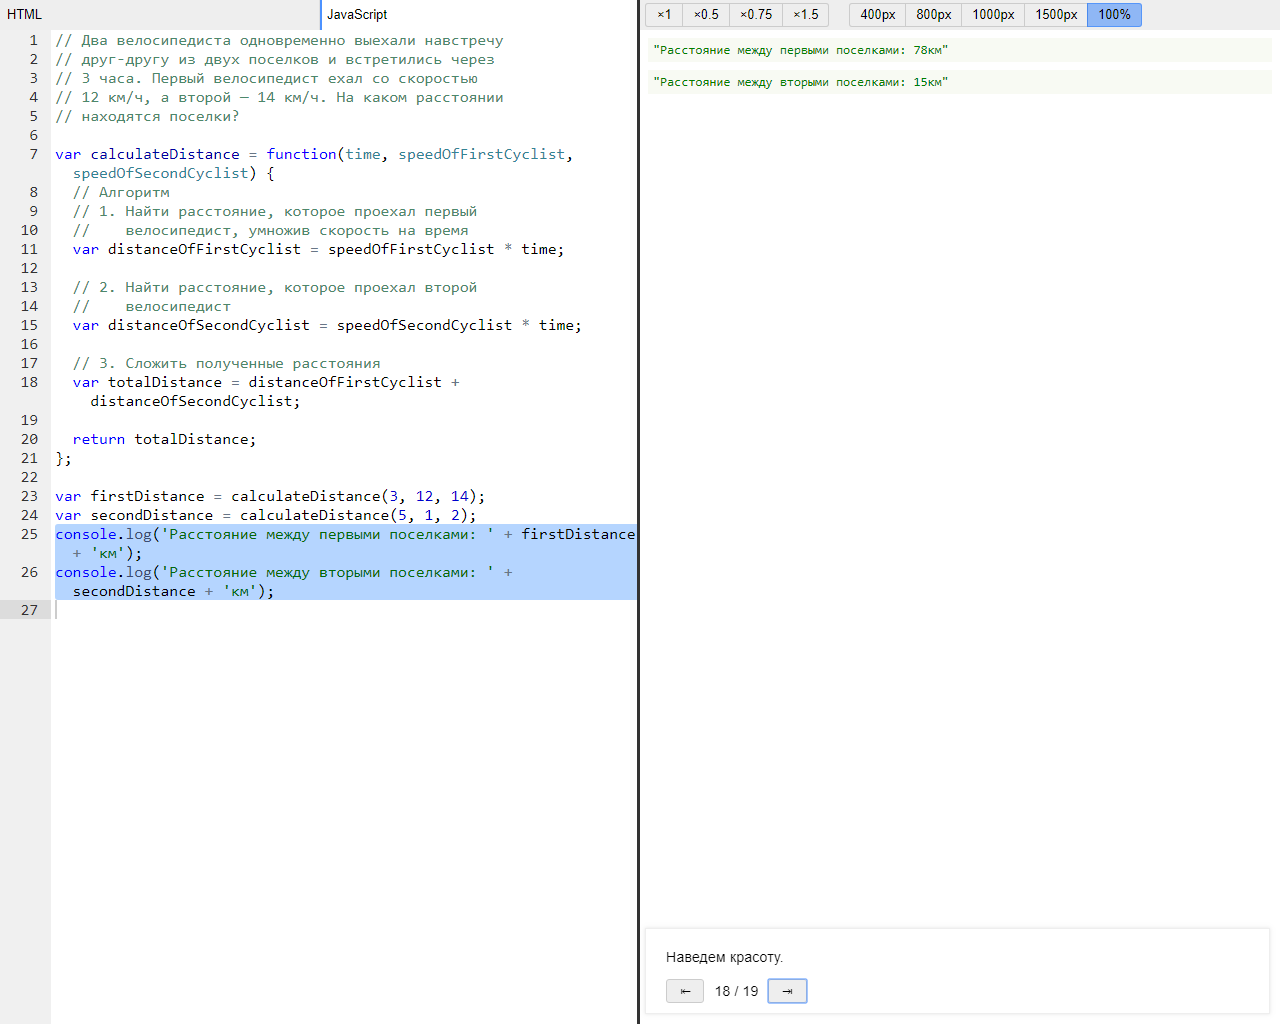 HTML
JavaScript
×1 ×0.5 ×0.75 ×1.5 400px 800px 1000px 1500px 100%
1 // Два велосипедиста одновременно выехали навстречу
2 // друг-другу из двух поселков и встретились через
3 // 3 часа. Первый велосипедист ехал со скоростью
4 // 12 км/ч, а второй — 14 км/ч. На каком расстоянии
5 // находятся поселки?
6
7 var calculateDistance = function(time, speedOfFirstCyclist,
speedOfSecondCyclist) {
8 // Алгоритм
9 // 1. Найти расстояние, которое проехал первый
10 //    велосипедист, умножив скорость на время
11 var distanceOfFirstCyclist = speedOfFirstCyclist * time;
12
13 // 2. Найти расстояние, которое проехал второй
14 //    велосипедист
15 var distanceOfSecondCyclist = speedOfSecondCyclist * time;
16
17 // 3. Сложить полученные расстояния
18 var totalDistance = distanceOfFirstCyclist +
distanceOfSecondCyclist;
19
20 return totalDistance;
21 };
22
23 var firstDistance = calculateDistance(3, 12, 14);
24 var secondDistance = calculateDistance(5, 1, 2);
25 console.log('Расстояние между первыми поселками: ' + firstDistance
+ 'км');
26 console.log('Расстояние между вторыми поселками: ' +
secondDistance + 'км');
27
"Расстояние между первыми поселками: 78км"
"Расстояние между вторыми поселками: 15км"
Наведем красоту.
⇤ 18 / 19 ⇥